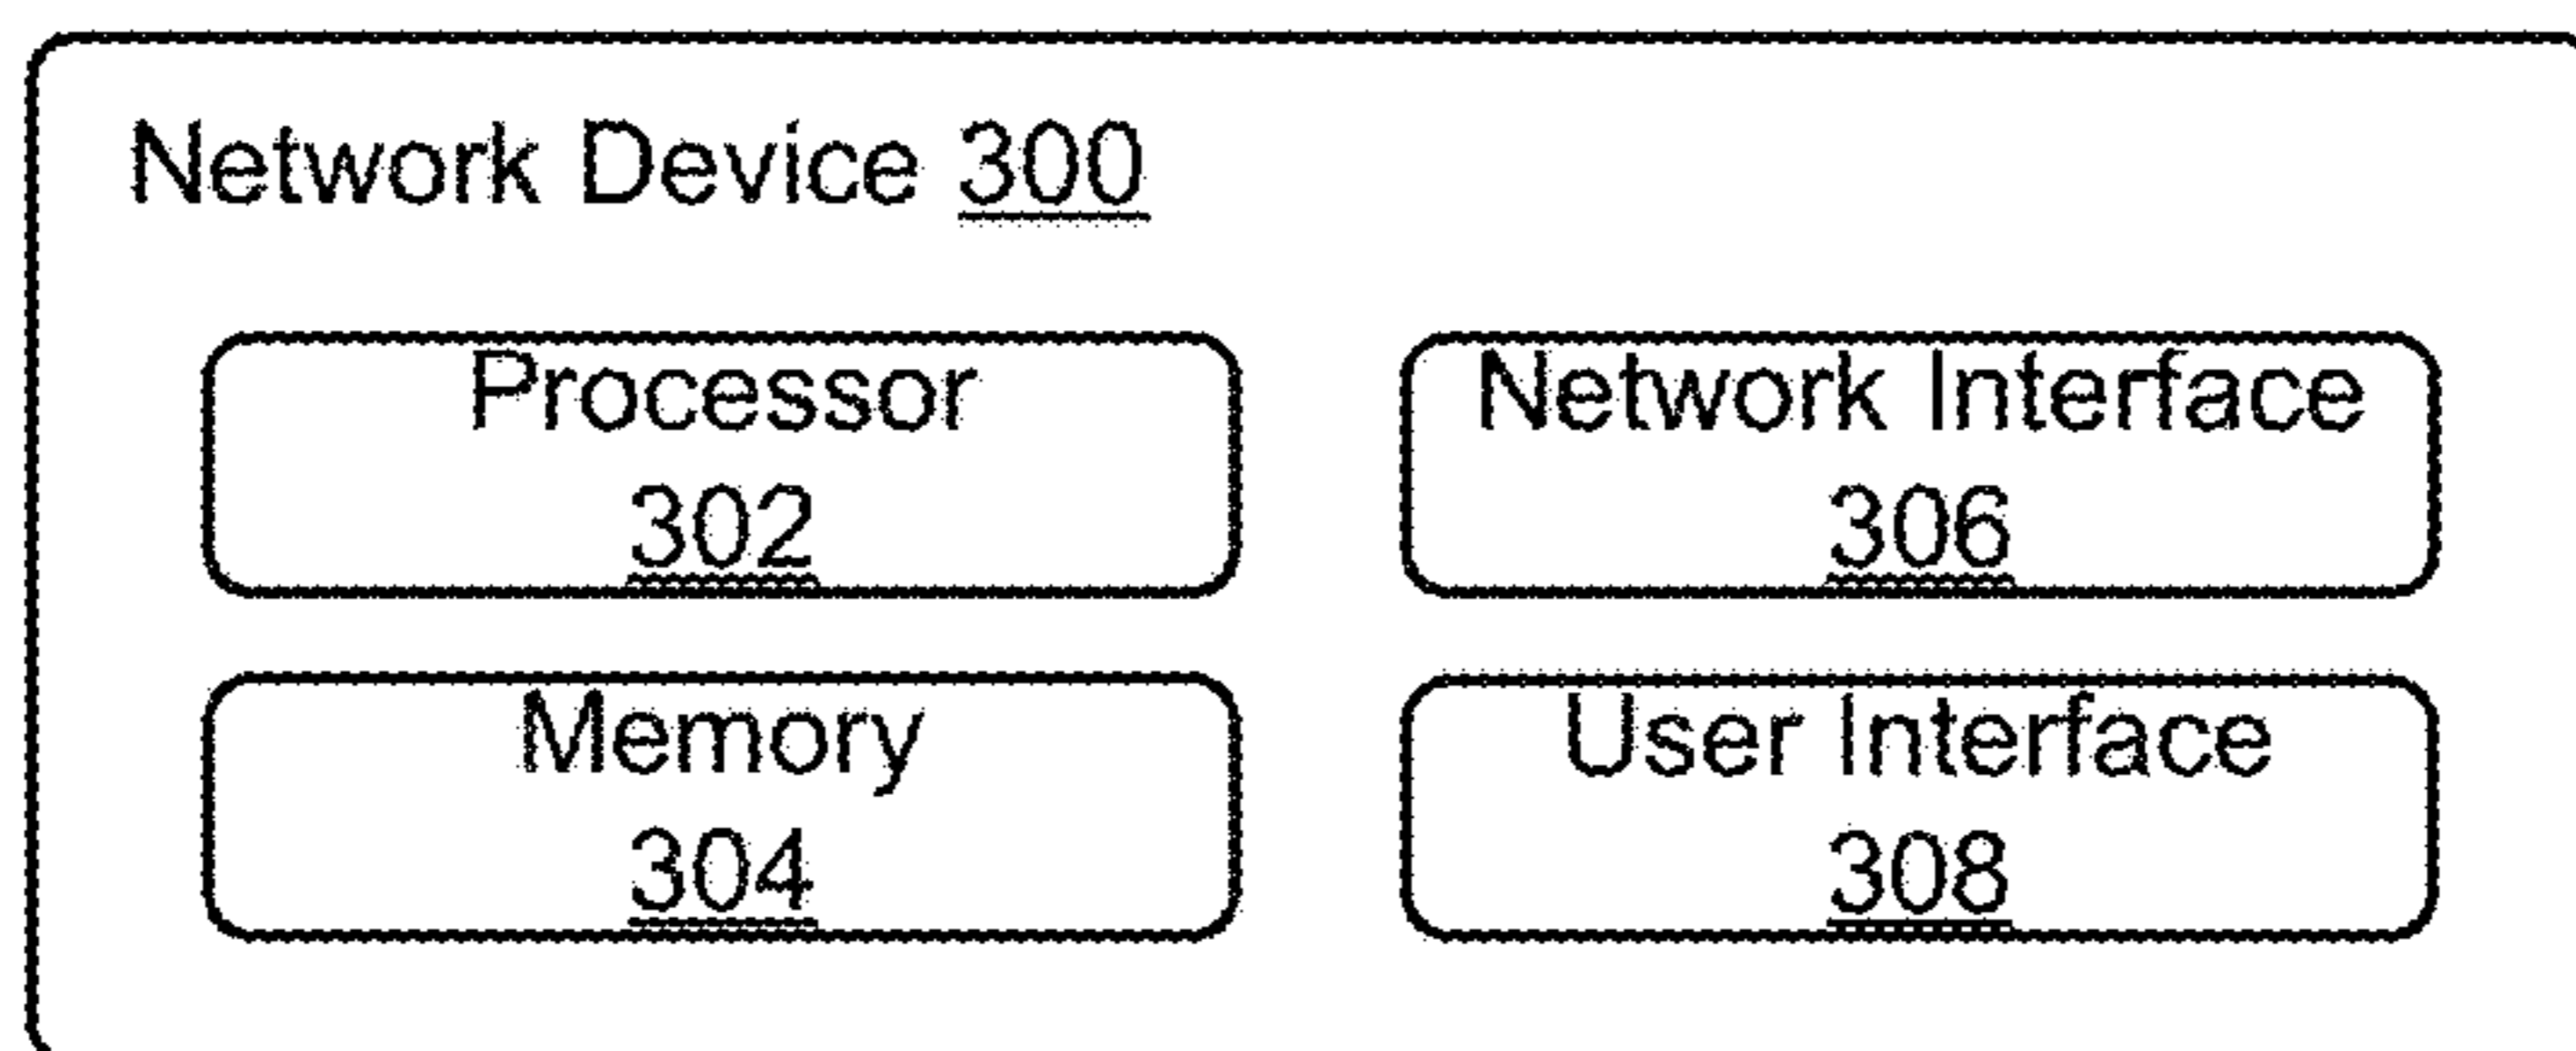 Network Device 300
Processor
302
Network Interface
306
Memory
304
User Interface
308